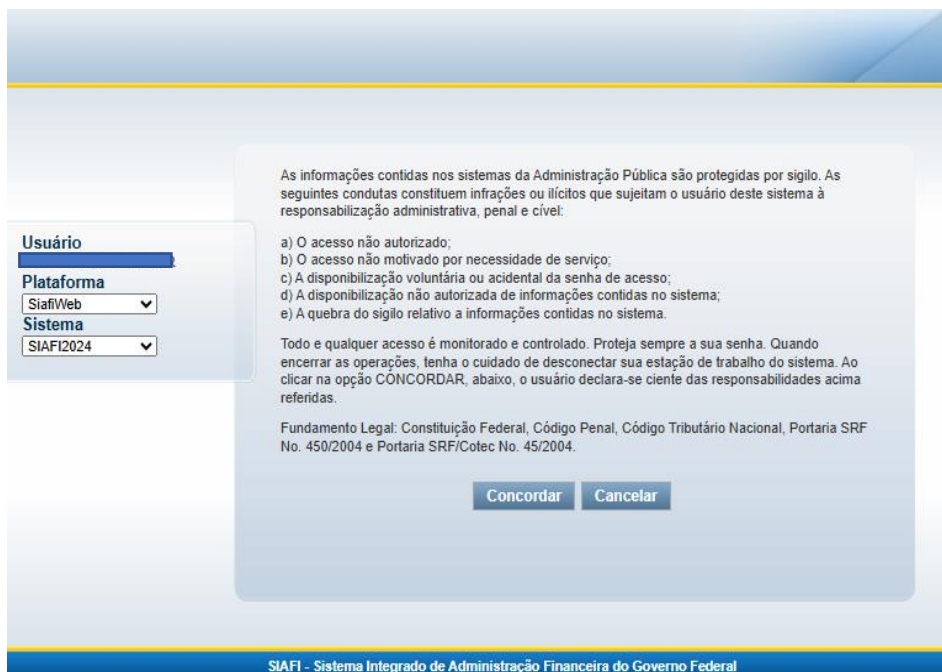 Usuário
Plataforma
SiafiWeb
Sistema
SIAFI2024
As informações contidas nos sistemas da Administração Pública são protegidas por sigilo. As
seguintes condutas constituem infrações ou ilícitos que sujeitam o usuário deste sistema à
responsabilização administrativa, penal e cível:
a) O acesso não autorizado;
b) O acesso não motivado por necessidade de serviço;
c) A disponibilização voluntária ou acidental da senha de acesso;
d) A disponibilização não autorizada de informações contidas no sistema;
e) A quebra do sigilo relativo a informações contidas no sistema.
Todo e qualquer acesso é monitorado e controlado. Proteja sempre a sua senha. Quando
encerrar as operações, tenha o cuidado de desconectar sua estação de trabalho do sistema. Ao
clicar na opção CONCORDAR, abaixo, o usuário declara-se ciente das responsabilidades acima
referidas.
Fundamento Legal: Constituição Federal, Código Penal, Código Tributário Nacional, Portaria SRF
No. 450/2004 e Portaria SRF/Cotec No. 45/2004.
Concordar Cancelar
SIAFI - Sistema Integrado de Administração Financeira do Governo Federal